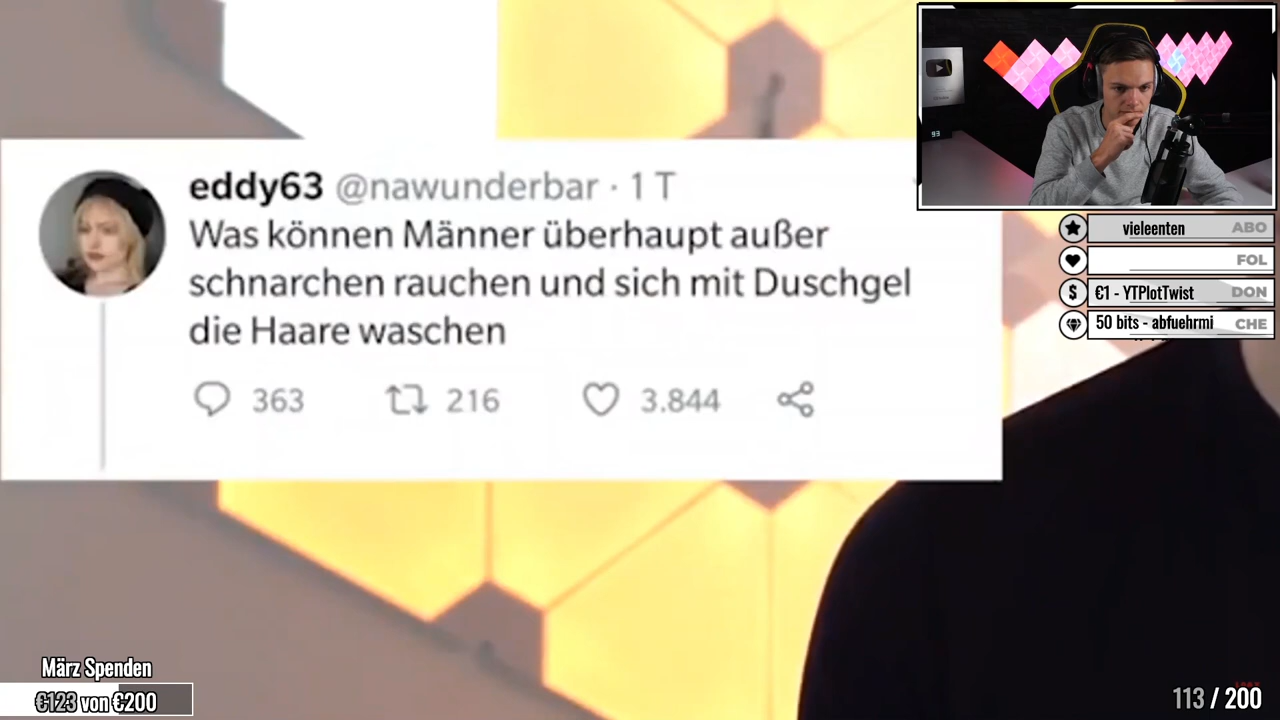 eddy63 @nawunderbar · 1 T
Was können Männer überhaupt außer
schnarchen rauchen und sich mit Duschgel
die Haare waschen
363 216 3.844
93
vieleenten ABO
FOL
€1 - YTPlotTwist DON
50 bits - abfuehrmi CHE
März Spenden
€123 von €200
113 / 200